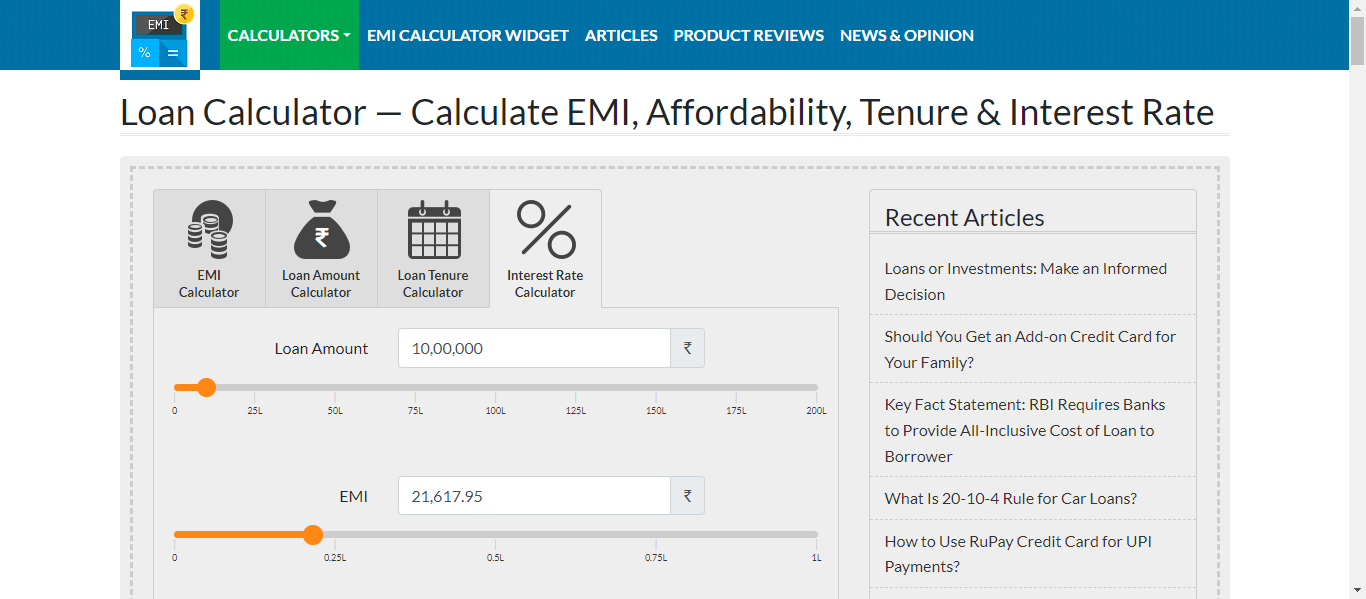 EMI ₹
% =
CALCULATORS EMI CALCULATOR WIDGET ARTICLES PRODUCT REVIEWS NEWS & OPINION
Loan Calculator — Calculate EMI, Affordability, Tenure & Interest Rate
₹
EMI
Calculator
Loan Amount
Calculator
Loan Tenure
Calculator
Interest Rate
Calculator
Loan Amount 10,00,000 ₹
0 25L 50L 75L 100L 125L 150L 175L 200L
EMI 21,617.95 ₹
0 0.25L 0.5L 0.75L 1L
Recent Articles
Loans or Investments: Make an Informed
Decision
Should You Get an Add-on Credit Card for
Your Family?
Key Fact Statement: RBI Requires Banks
to Provide All-Inclusive Cost of Loan to
Borrower
What Is 20-10-4 Rule for Car Loans?
How to Use RuPay Credit Card for UPI
Payments?